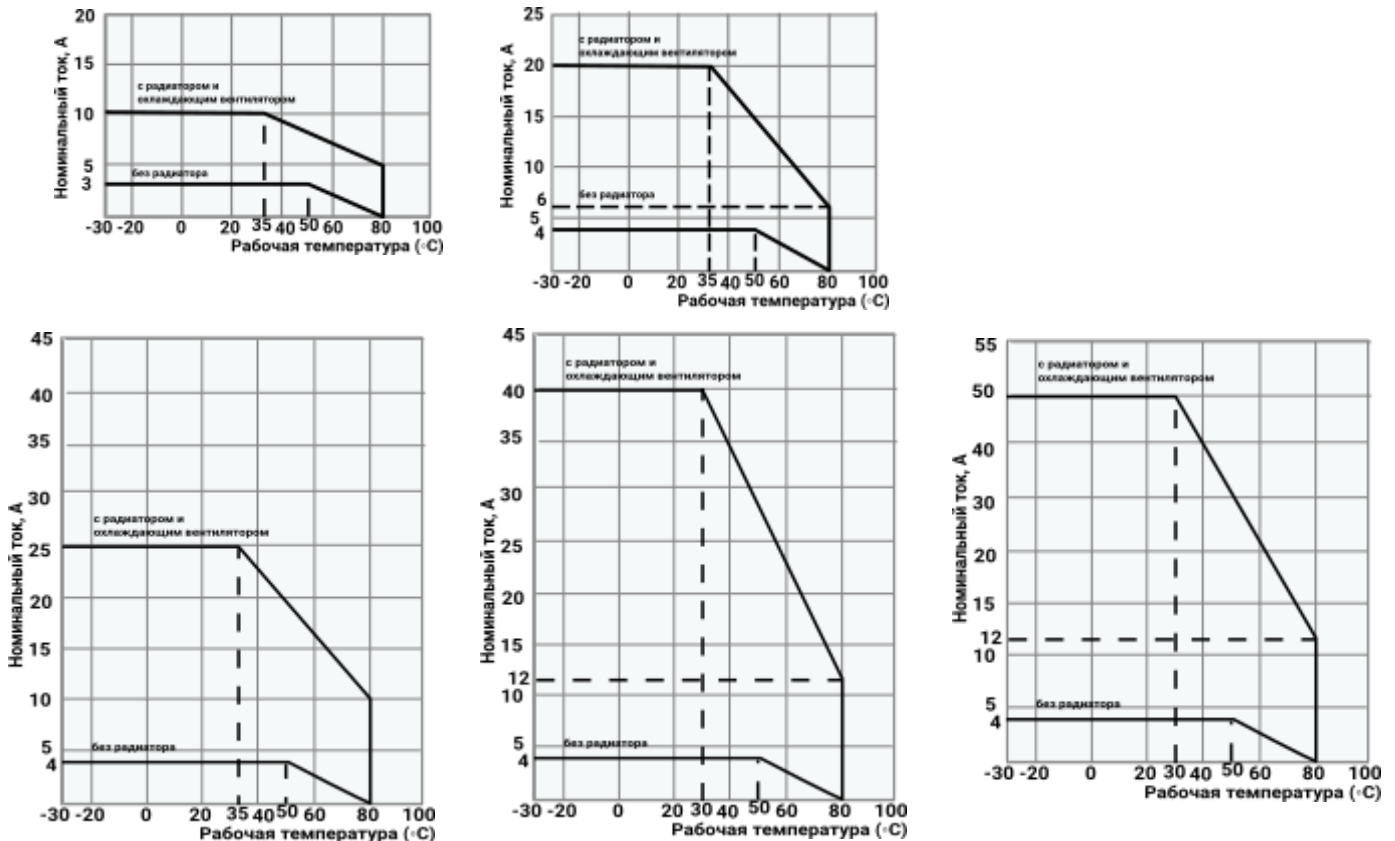 20
15
10
5
3
Номинальный ток, А
с радиатором и
охлаждающим вентилятором
без радиатора
-30 -20 0 20 35 40 50 60 80 100
Рабочая температура (◦С)
25
20
15
10
6
5
4
Номинальный ток, А
с радиатором и
охлаждающим вентилятором
без радиатора
-30 -20 0 20 35 40 50 60 80 100
Рабочая температура (◦С)
45
40
35
30
25
20
15
10
5
4
Номинальный ток, А
с радиатором и
охлаждающим вентилятором
без радиатора
-30 -20 0 20 35 40 50 60 80 100
Рабочая температура (◦С)
45
40
35
30
25
20
15
12
10
5
4
Номинальный ток, А
с радиатором и
охлаждающим вентилятором
без радиатора
-30 -20 0 20 30 40 50 60 80 100
Рабочая температура (◦С)
55
50
40
30
20
15
12
10
5
4
Номинальный ток, А
с радиатором и
охлаждающим вентилятором
без радиатора
-30 -20 0 20 30 40 50 60 80 100
Рабочая температура (◦С)